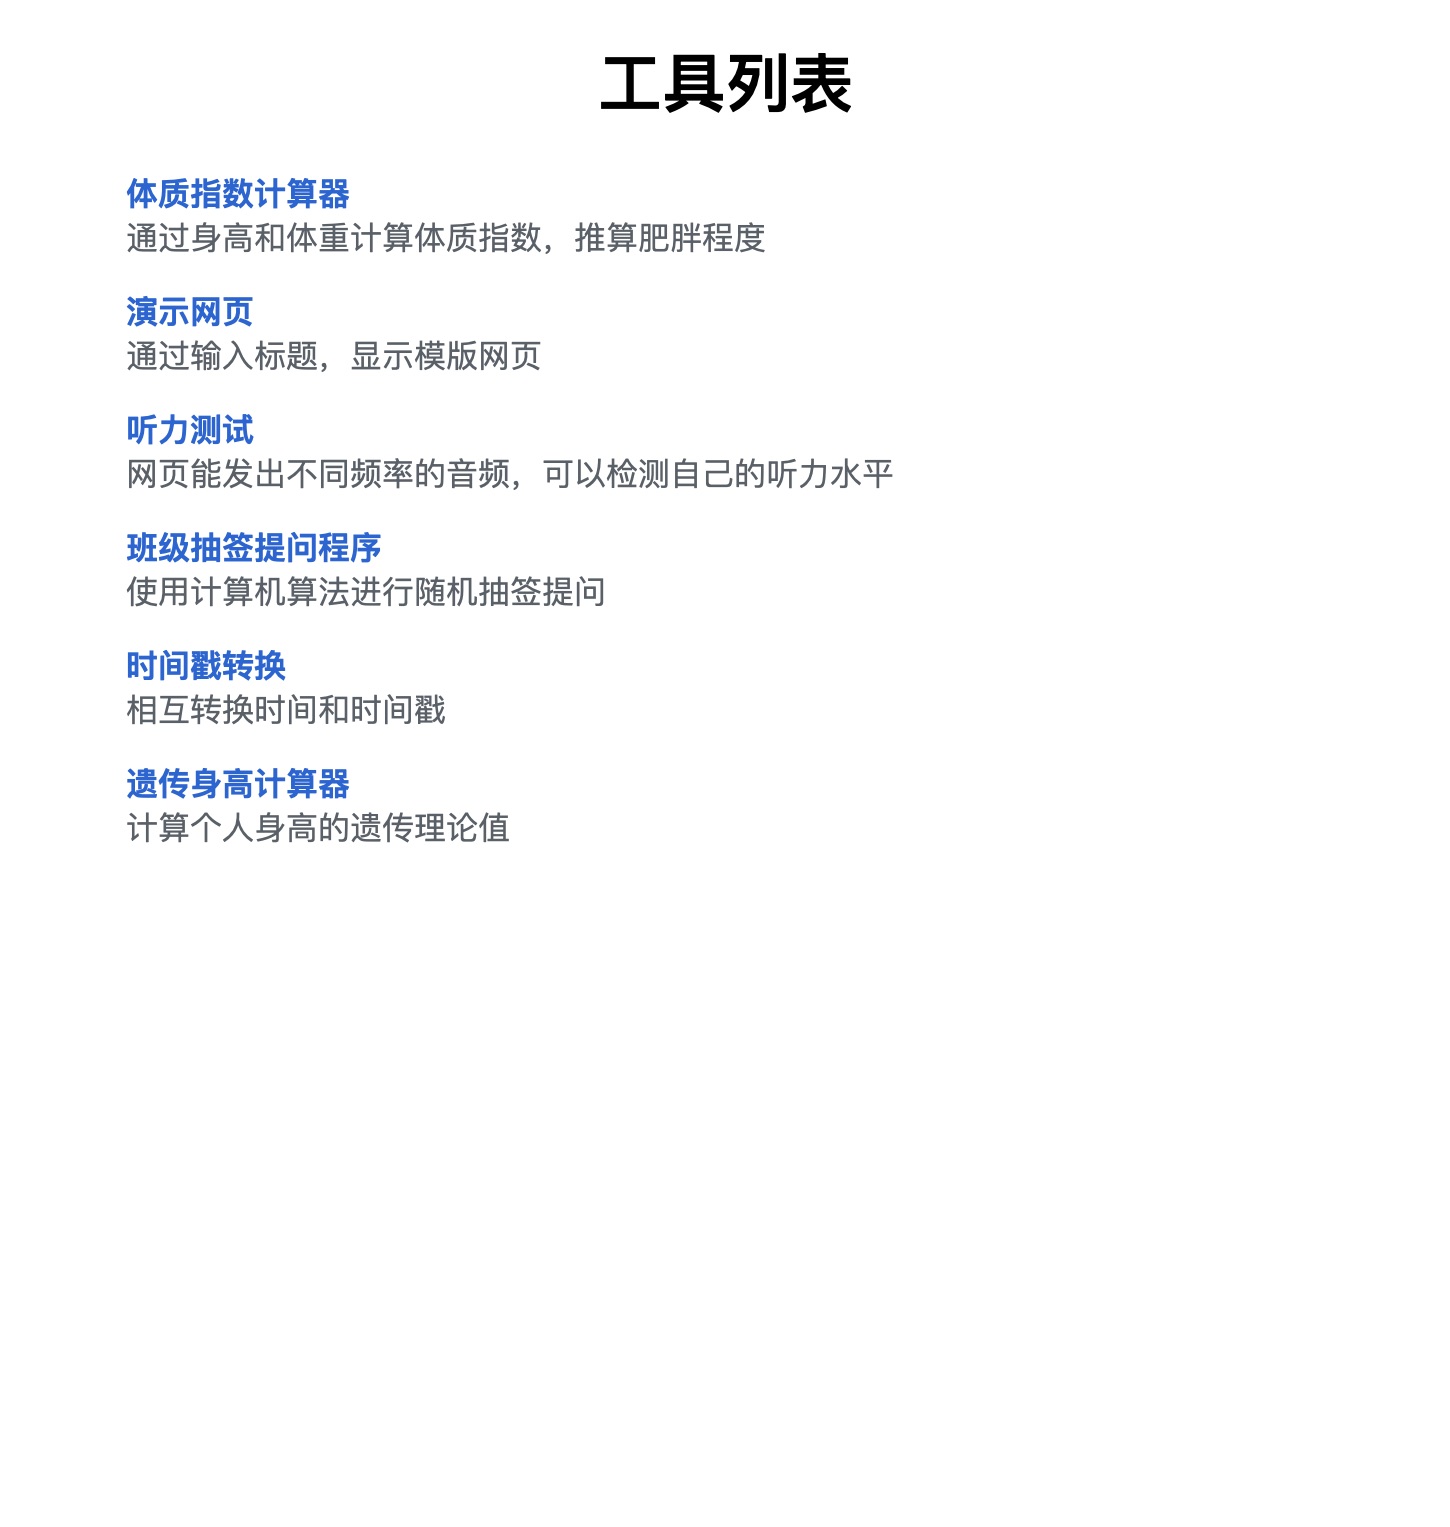 工具列表
体质指数计算器
通过身高和体重计算体质指数，推算肥胖程度
演示网页
通过输入标题，显示模版网页
听力测试
网页能发出不同频率的音频，可以检测自己的听力水平
班级抽签提问程序
使用计算机算法进行随机抽签提问
时间戳转换
相互转换时间和时间戳
遗传身高计算器
计算个人身高的遗传理论值